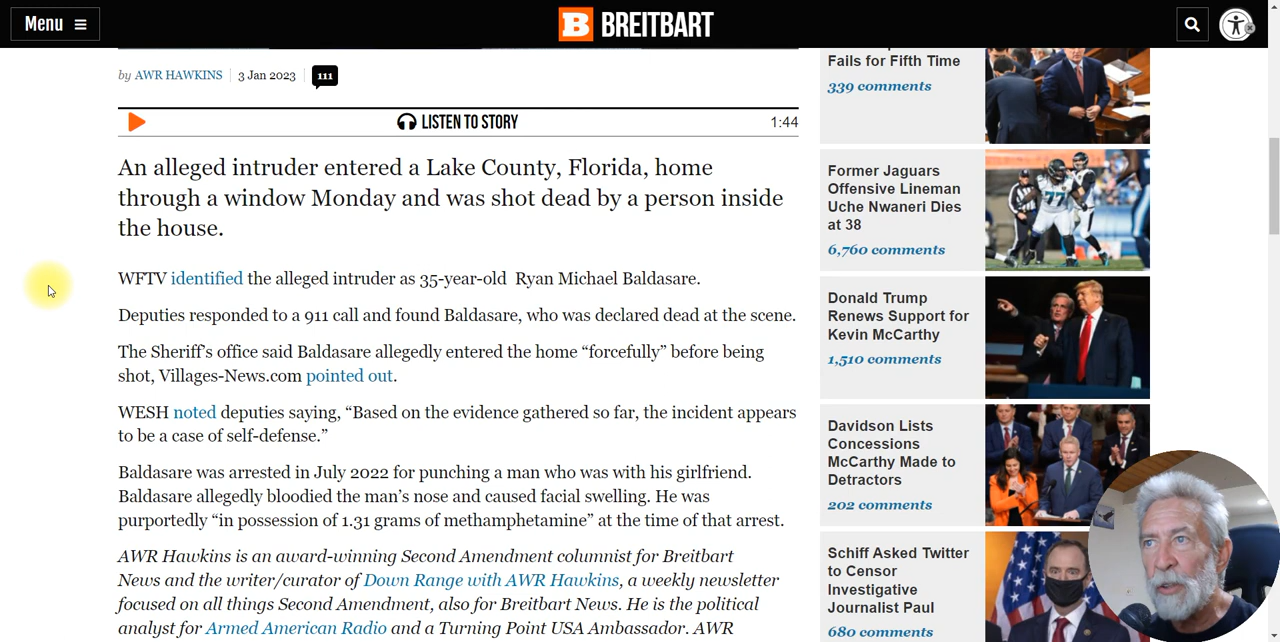 Menu
BREITBART
by AWR HAWKINS 3 Jan 2023 111
LISTEN TO STORY 1:44
An alleged intruder entered a Lake County, Florida, home
through a window Monday and was shot dead by a person inside
the house.
WFTV identified the alleged intruder as 35-year-old Ryan Michael Baldasare.
Deputies responded to a 911 call and found Baldasare, who was declared dead at the scene.
The Sheriff’s office said Baldasare allegedly entered the home “forcefully” before being
shot, Villages-News.com pointed out.
WESH noted deputies saying, “Based on the evidence gathered so far, the incident appears
to be a case of self-defense.”
Baldasare was arrested in July 2022 for punching a man who was with his girlfriend.
Baldasare allegedly bloodied the man’s nose and caused facial swelling. He was
purportedly “in possession of 1.31 grams of methamphetamine” at the time of that arrest.
AWR Hawkins is an award-winning Second Amendment columnist for Breitbart
News and the writer/curator of Down Range with AWR Hawkins, a weekly newsletter
focused on all things Second Amendment, also for Breitbart News. He is the political
analyst for Armed American Radio and a Turning Point USA Ambassador. AWR
Fails for Fifth Time
339 comments
Former Jaguars
Offensive Lineman
Uche Nwaneri Dies
at 38
6,760 comments
77
Donald Trump
Renews Support for
Kevin McCarthy
1,510 comments
Davidson Lists
Concessions
McCarthy Made to
Detractors
202 comments
Schiff Asked Twitter
to Censor
Investigative
Journalist Paul
680 comments